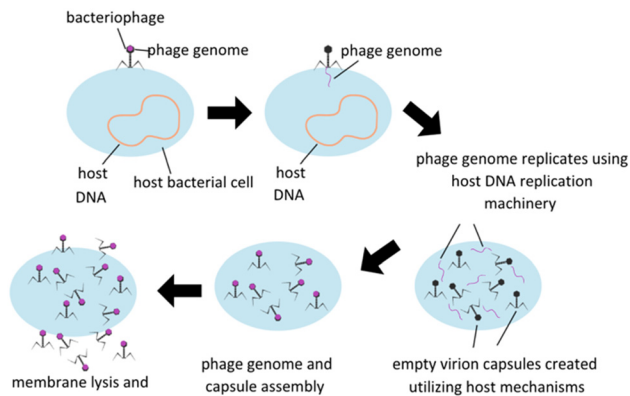 bacteriophage
phage genome
phage genome
host
DNA
host bacterial cell
host
DNA
phage genome replicates using
host DNA replication
machinery
membrane lysis and
phage genome and
capsule assembly
empty virion capsules created
utilizing host mechanisms